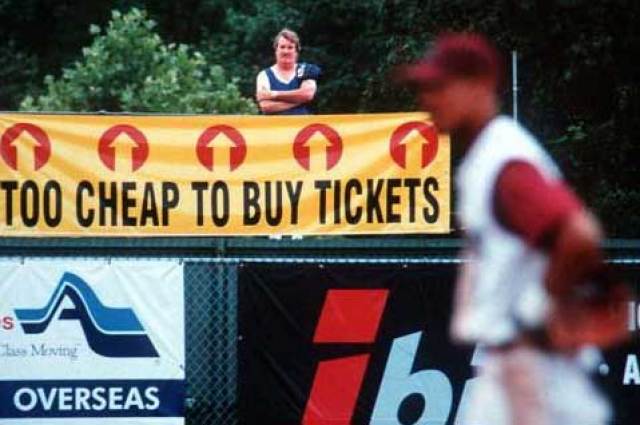 TOO CHEAP TO BUY TICKETS
Class Moving
OVERSEAS